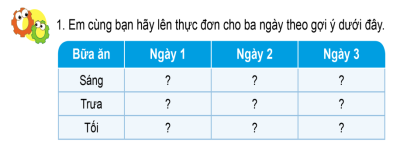 1. Em cùng bạn hãy lên thực đơn cho ba ngày theo gợi ý dưới đây.
Bữa ăn Ngày 1 Ngày 2 Ngày 3
Sáng ? ? ?
Trưa ? ? ?
Tối ? ? ?